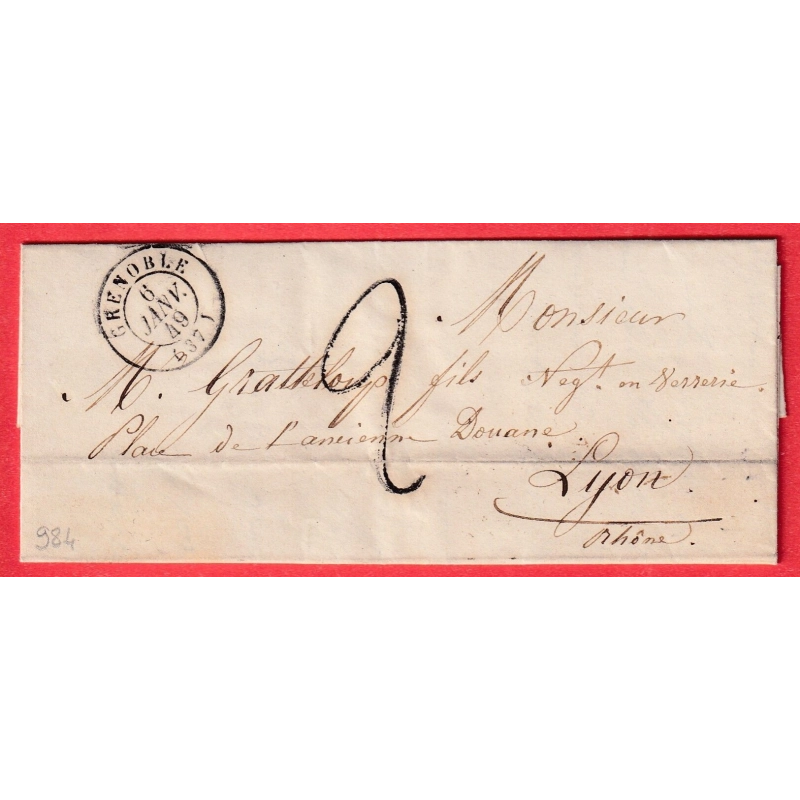 GRENOBLE
6
JANV.
49
(37)
2
Monsieur
M. Gratteloup fils Negt. en Verrerie.
Place de l'ancienne Douane
Lyon.
Rhône.
984